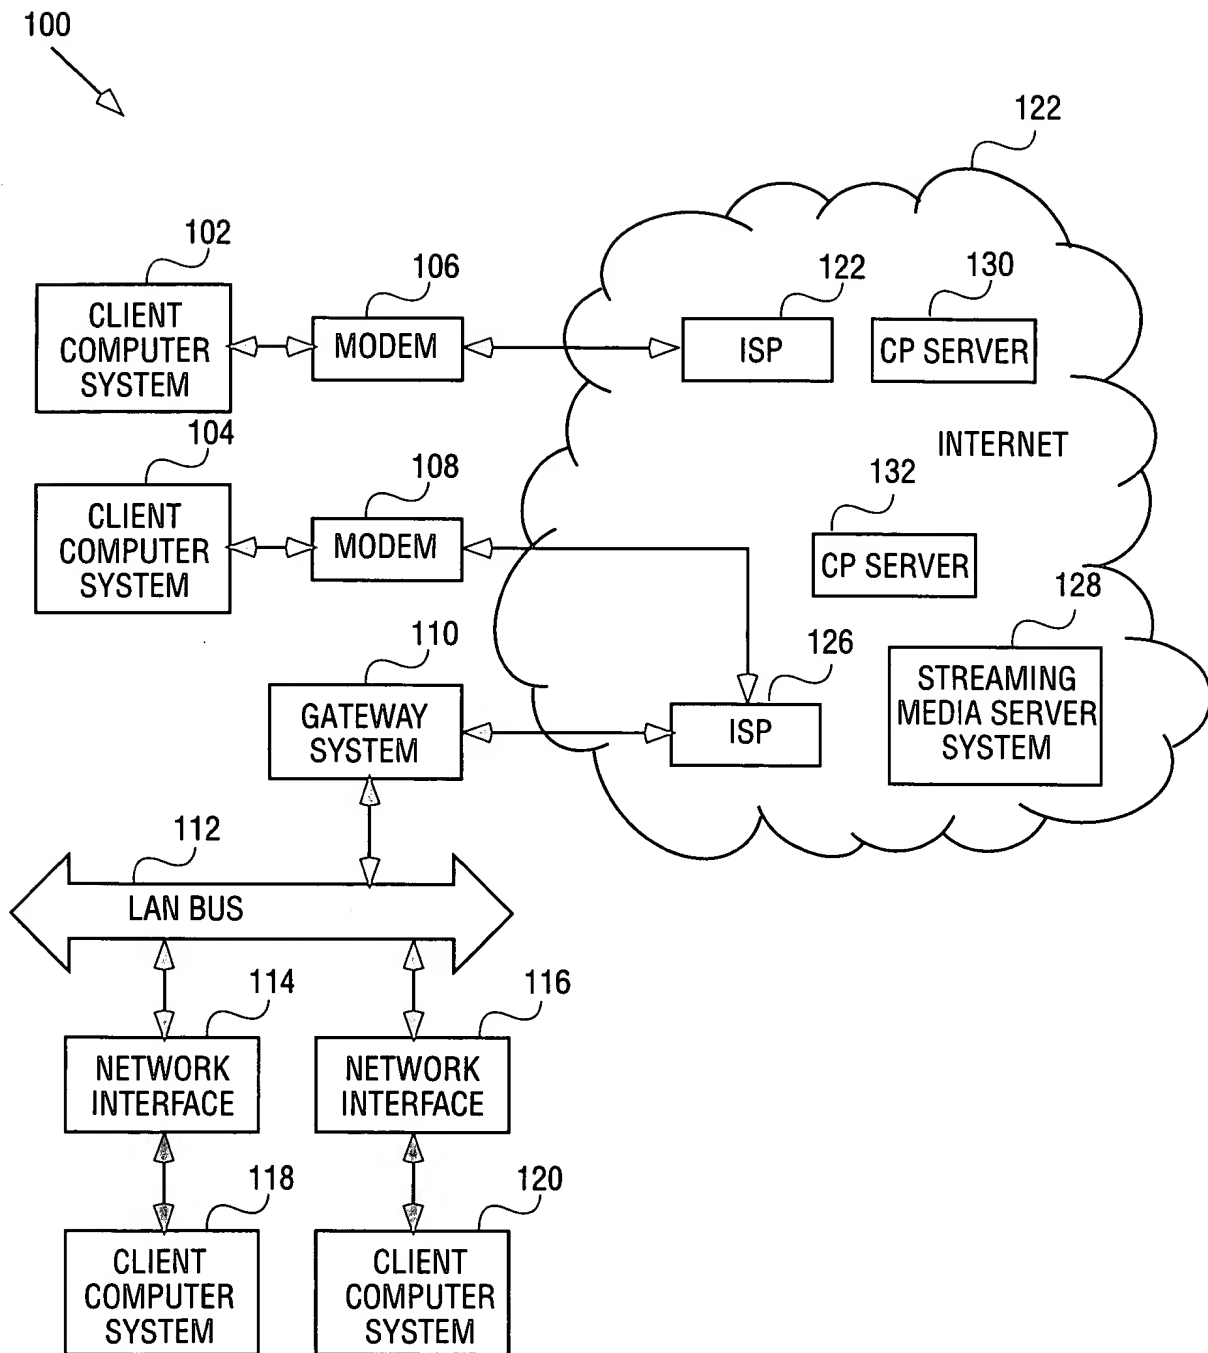 100
122
102
CLIENT
COMPUTER
SYSTEM
106
MODEM
122
ISP
130
CP SERVER
INTERNET
104
CLIENT
COMPUTER
SYSTEM
108
MODEM
132
CP SERVER
110
GATEWAY
SYSTEM
126
ISP
128
STREAMING
MEDIA SERVER
SYSTEM
112
LAN BUS
114
NETWORK
INTERFACE
116
NETWORK
INTERFACE
118
CLIENT
COMPUTER
SYSTEM
120
CLIENT
COMPUTER
SYSTEM